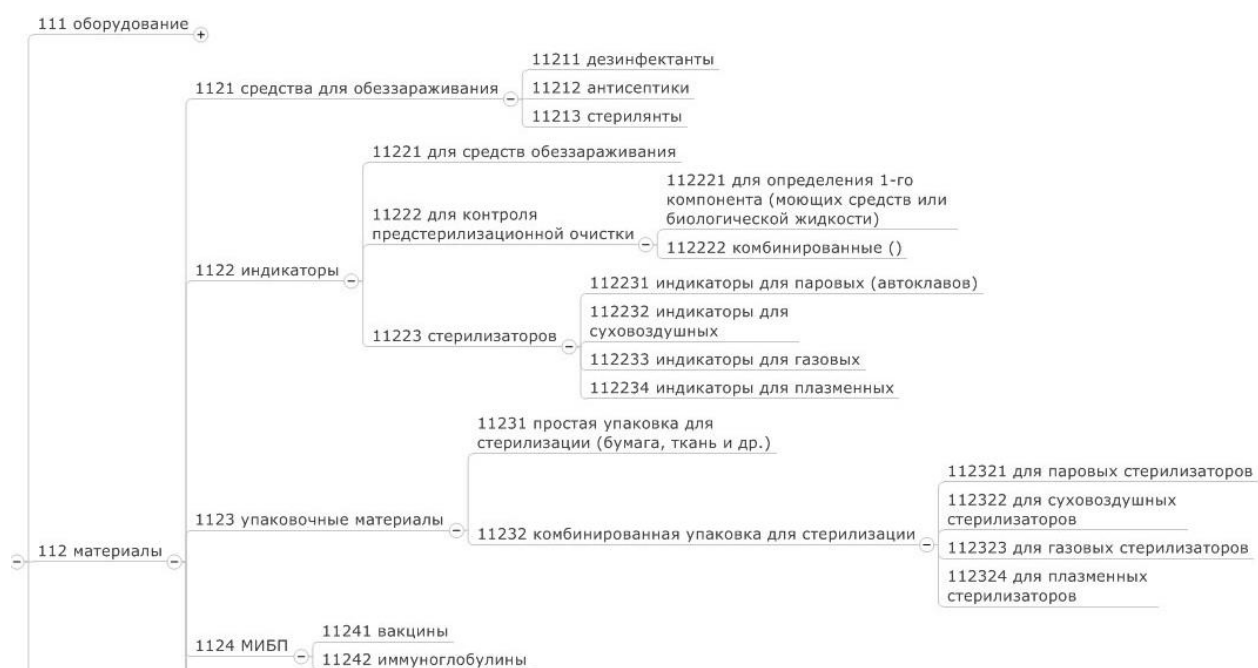 111 оборудование
1121 средства для обеззараживания
11211 дезинфектанты
11212 антисептики
11213 стерилянты
1122 индикаторы
11221 для средств обеззараживания
11222 для контроля
предстерилизационной очистки
112221 для определения 1-го
компонента (моющих средств или
биологической жидкости)
112222 комбинированные ()
11223 стерилизаторов
112231 индикаторы для паровых (автоклавов)
112232 индикаторы для
суховоздушных
112233 индикаторы для газовых
112234 индикаторы для плазменных
112 материалы
1123 упаковочные материалы
11231 простая упаковка для
стерилизации (бумага, ткань и др.)
11232 комбинированная упаковка для стерилизации
112321 для паровых стерилизаторов
112322 для суховоздушных
стерилизаторов
112323 для газовых стерилизаторов
112324 для плазменных
стерилизаторов
1124 МИБП
11241 вакцины
11242 иммуноглобулины